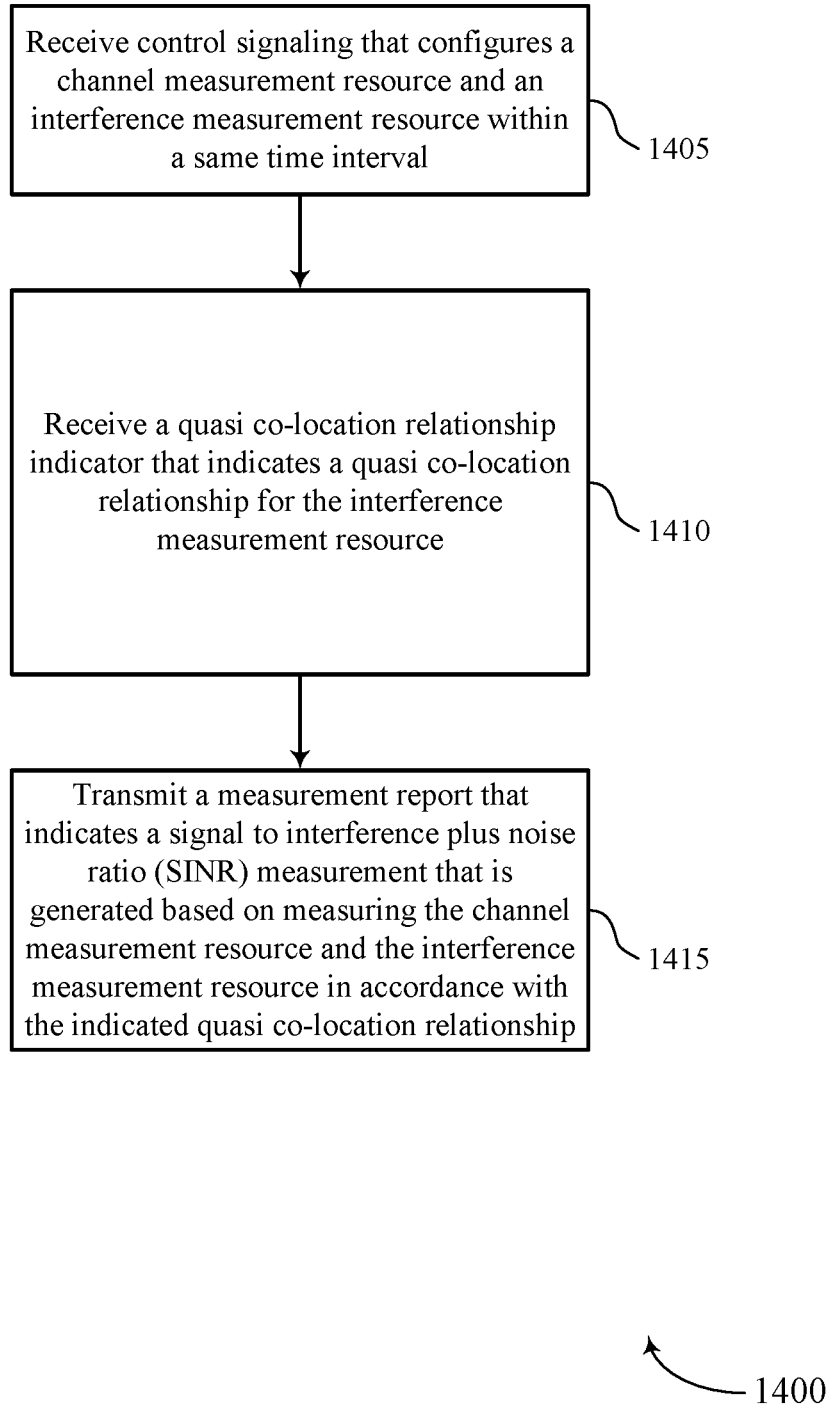 Receive control signaling that configures a
channel measurement resource and an
interference measurement resource within
a same time interval
1405
Receive a quasi co-location relationship
indicator that indicates a quasi co-location
relationship for the interference
measurement resource
1410
Transmit a measurement report that
indicates a signal to interference plus noise
ratio (SINR) measurement that is
generated based on measuring the channel
measurement resource and the interference
measurement resource in accordance with
the indicated quasi co-location relationship
1415
1400